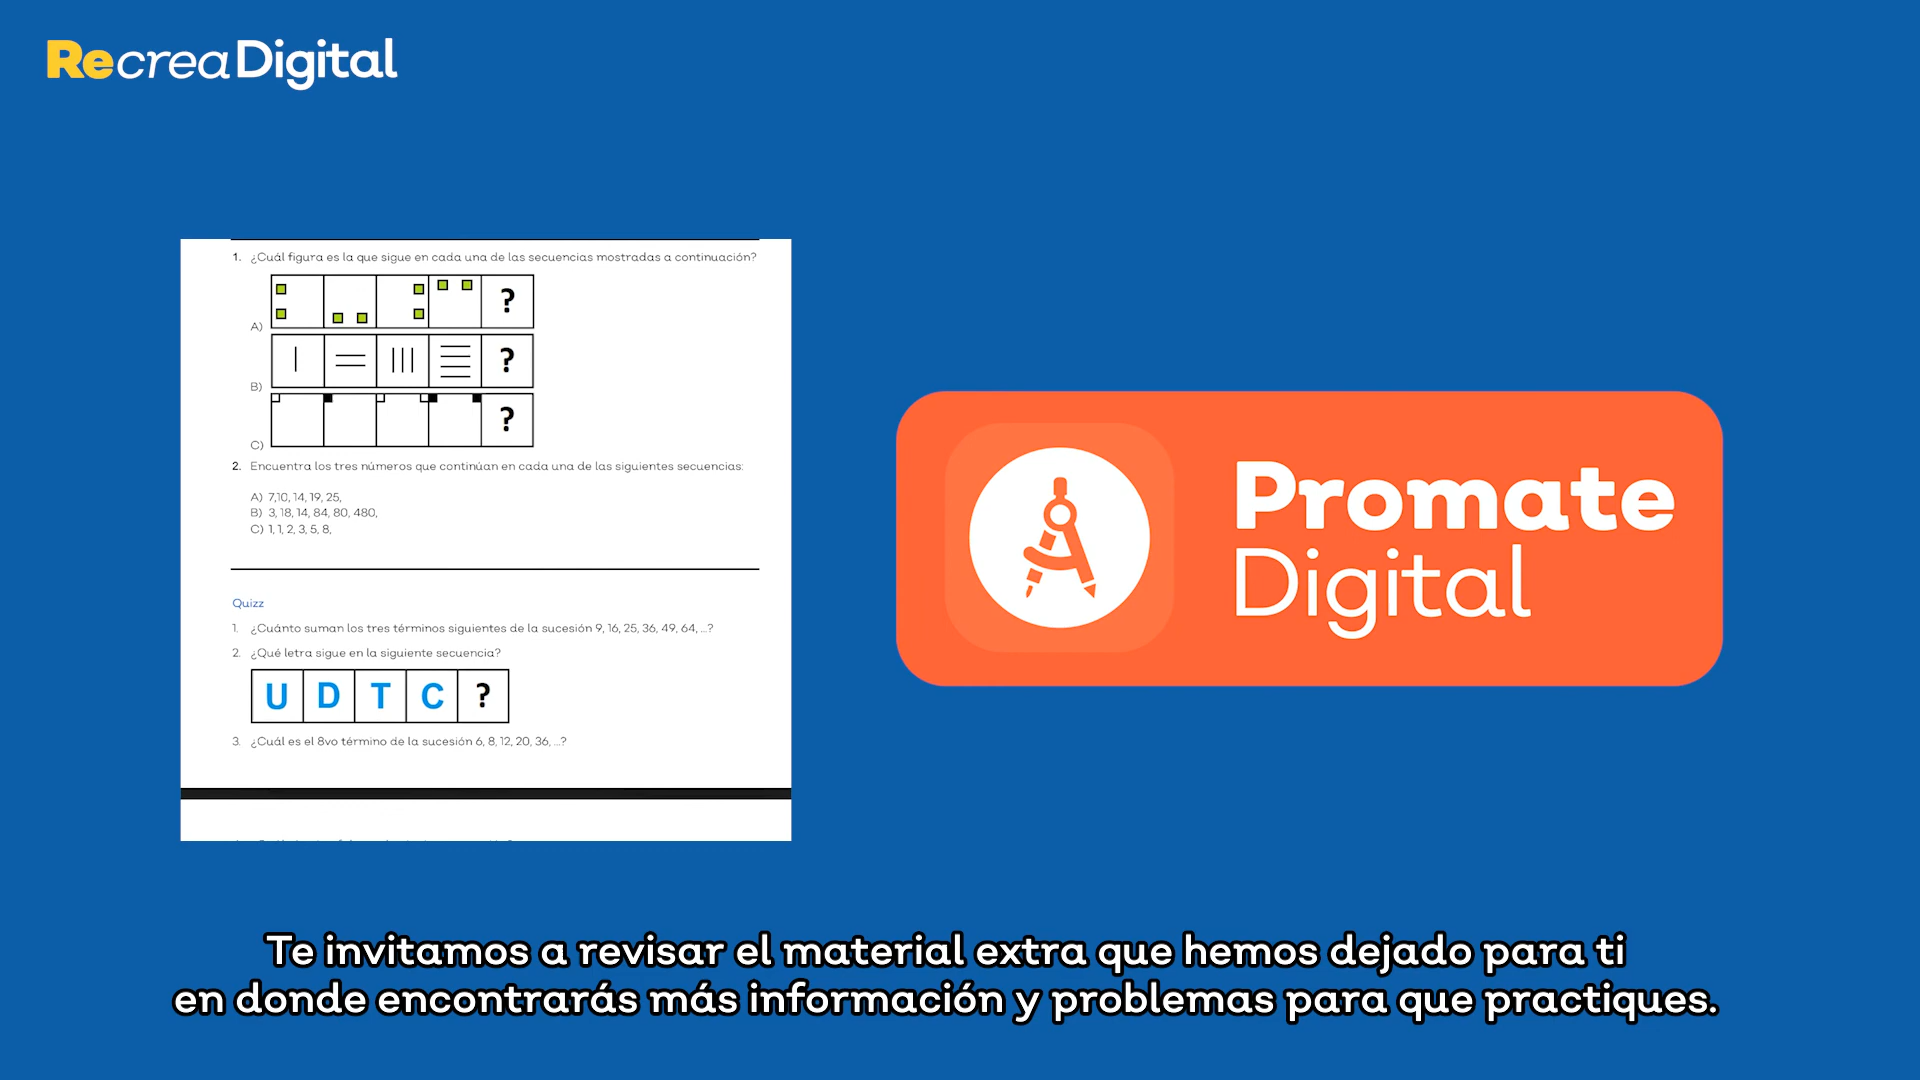 RecreaDigital
1. ¿Cuál figura es la que sigue en cada una de las secuencias mostradas a continuación?
?
A)
?
B)
?
C)
2. Encuentra los tres números que continúan en cada una de las siguientes secuencias:
A) 7,10, 14, 19, 25,
B) 3, 18, 14, 84, 80, 480,
C) 1, 1, 2, 3, 5, 8,
Quizz
1. ¿Cuánto suman los tres términos siguientes de la sucesión 9, 16, 25, 36, 49, 64, ...?
2. ¿Qué letra sigue en la siguiente secuencia?
U D T C ?
3. ¿Cuál es el 8vo término de la sucesión 6, 8, 12, 20, 36, ...?
Promate
Digital
Te invitamos a revisar el material extra que hemos dejado para ti
en donde encontrarás más información y problemas para que practiques.